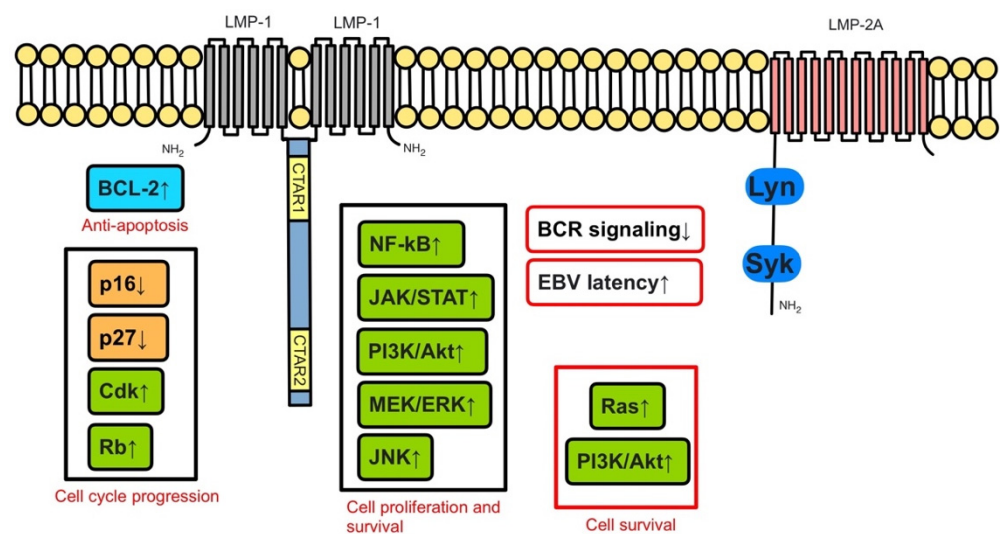 LMP-1
LMP-1
LMP-2A
NH2
NH2
BCL-2↑
Anti-apoptosis
CTAR1
CTAR2
p16↓
p27↓
Cdk↑
Rb↑
Cell cycle progression
NF-kB↑
JAK/STAT↑
PI3K/Akt↑
MEK/ERK↑
JNK↑
Cell proliferation and
survival
BCR signaling↓
EBV latency↑
Ras↑
PI3K/Akt↑
Cell survival
Lyn
Syk
NH2